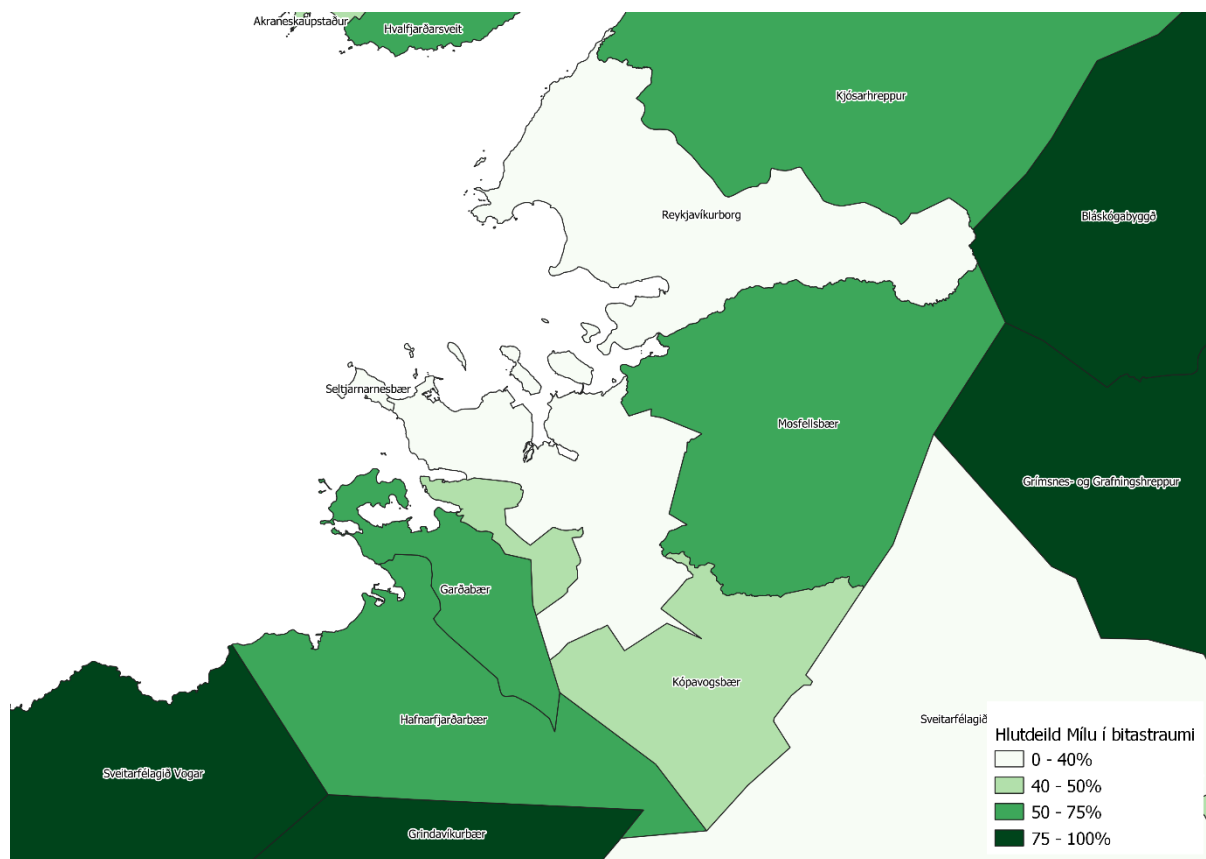 Akraneskaupstaður
Hvalfjarðarsveit
Kjósarhreppur
Reykjavíkurborg
Bláskógabyggð
Seltjarnarnesbær
Mosfellsbær
Grímsnes- og Grafningshreppur
Garðabær
Kópavogsbær
Hafnarfjarðarbær
Sveitarfélagið
Sveitarfélagið Vogar
Grindavíkurbær
Hlutdeild Mílu í bitastraumi
0 - 40%
40 - 50%
50 - 75%
75 - 100%